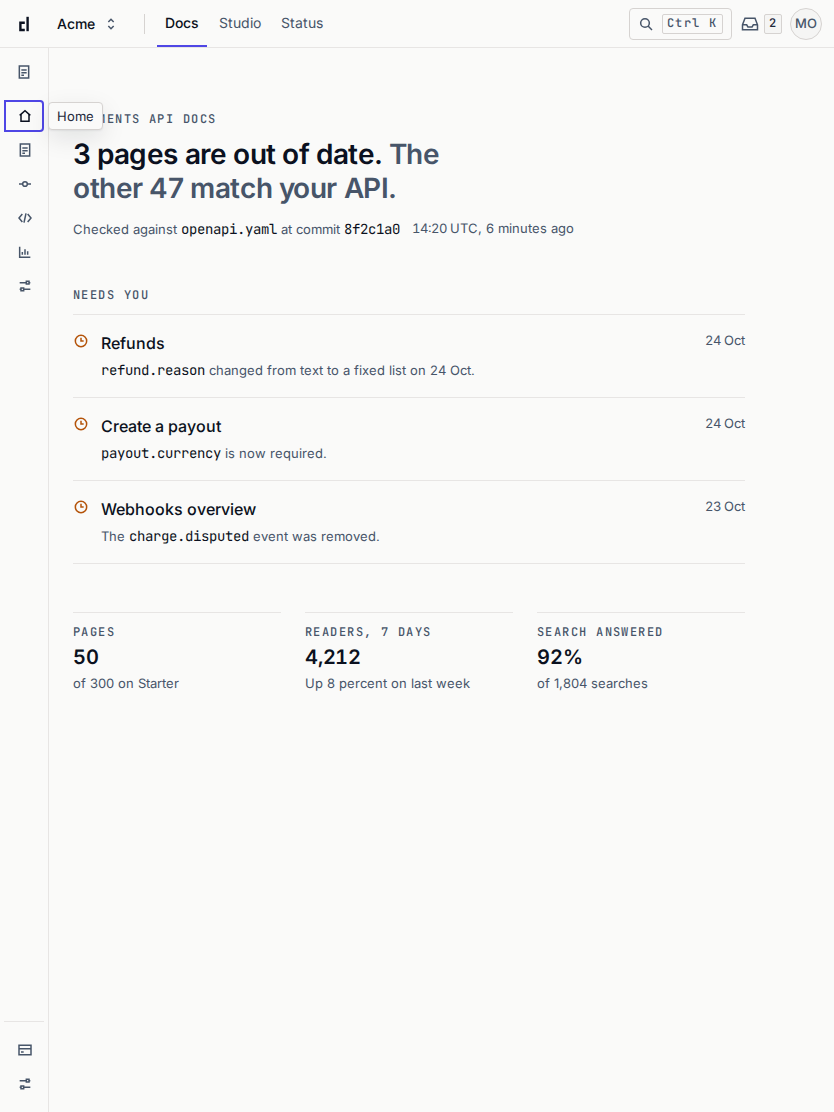 Acme
Docs
Studio
Status
Ctrl K
2
MO
Home
MENTS API DOCS
3 pages are out of date. The
other 47 match your API.
Checked against openapi.yaml at commit 8f2c1a0 14:20 UTC, 6 minutes ago
NEEDS YOU
Refunds
24 Oct
refund.reason changed from text to a fixed list on 24 Oct.
Create a payout
24 Oct
payout.currency is now required.
Webhooks overview
23 Oct
The charge.disputed event was removed.
PAGES
50
of 300 on Starter
READERS, 7 DAYS
4,212
Up 8 percent on last week
SEARCH ANSWERED
92%
of 1,804 searches